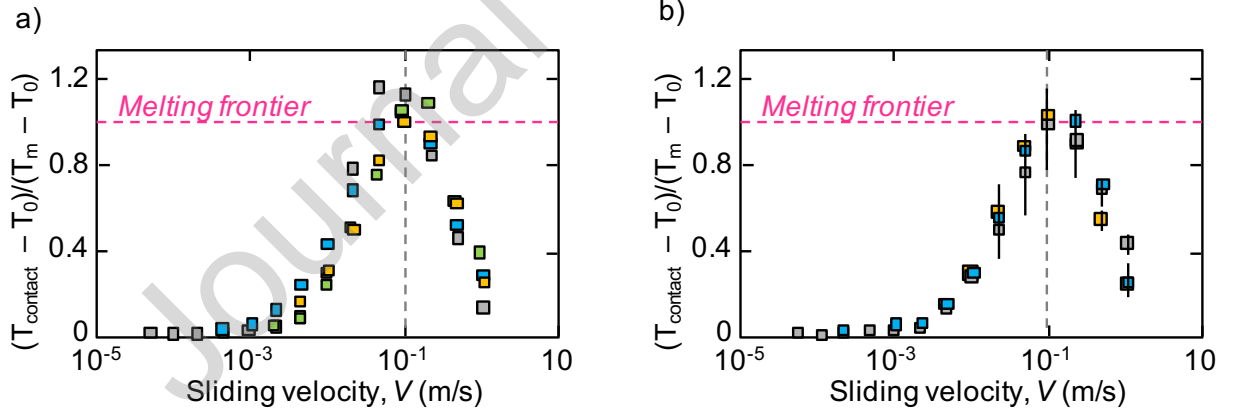 a)
(T_contact − T_0)/(T_m − T_0)
1.2
0.8
0.4
0
Melting frontier
10^-5
10^-3
10^-1
10
Sliding velocity, V (m/s)
Journal
b)
(T_contact − T_0)/(T_m − T_0)
1.2
0.8
0.4
0
Melting frontier
10^-5
10^-3
10^-1
10
Sliding velocity, V (m/s)